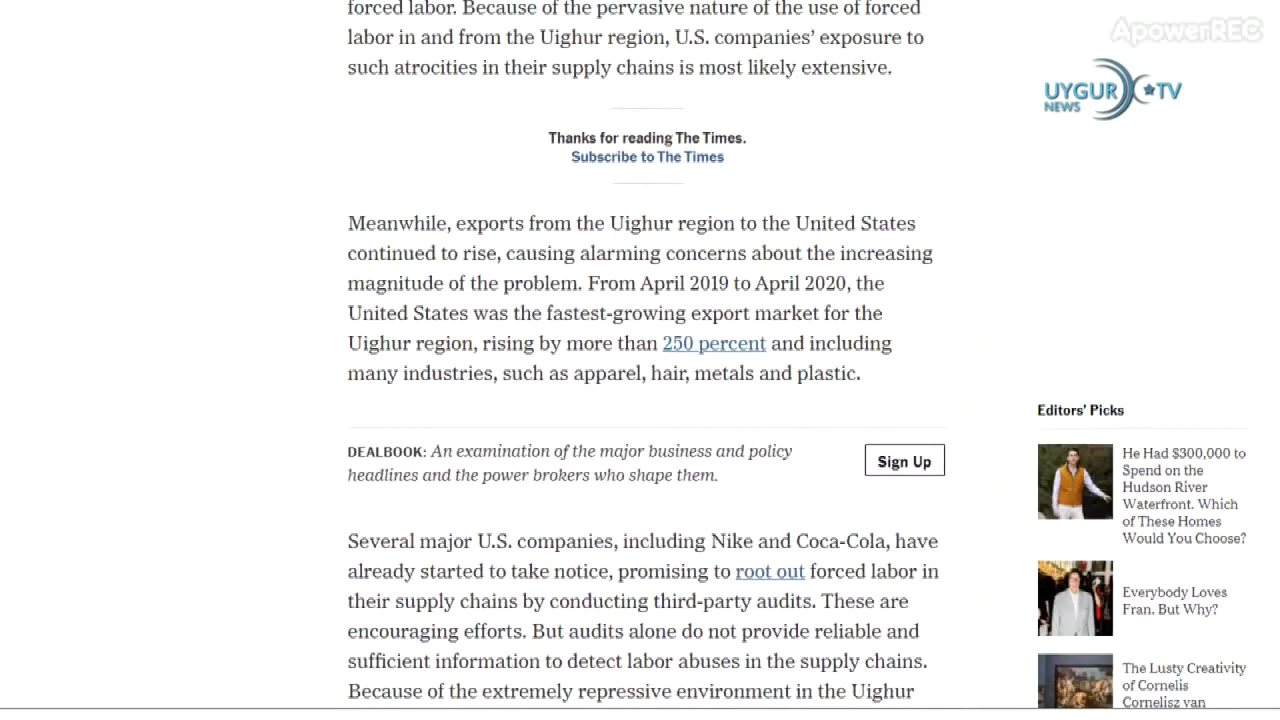 forced labor. Because of the pervasive nature of the use of forced
labor in and from the Uighur region, U.S. companies’ exposure to
such atrocities in their supply chains is most likely extensive.
Thanks for reading The Times.
Subscribe to The Times
Meanwhile, exports from the Uighur region to the United States
continued to rise, causing alarming concerns about the increasing
magnitude of the problem. From April 2019 to April 2020, the
United States was the fastest-growing export market for the
Uighur region, rising by more than 250 percent and including
many industries, such as apparel, hair, metals and plastic.
DEALBOOK: An examination of the major business and policy
headlines and the power brokers who shape them.
Sign Up
Several major U.S. companies, including Nike and Coca-Cola, have
already started to take notice, promising to root out forced labor in
their supply chains by conducting third-party audits. These are
encouraging efforts. But audits alone do not provide reliable and
sufficient information to detect labor abuses in the supply chains.
Because of the extremely repressive environment in the Uighur
ApowerREC
UYGUR TV
NEWS
Editors’ Picks
He Had $300,000 to
Spend on the
Hudson River
Waterfront. Which
of These Homes
Would You Choose?
Everybody Loves
Fran. But Why?
The Lusty Creativity
of Cornelis
Cornelisz van